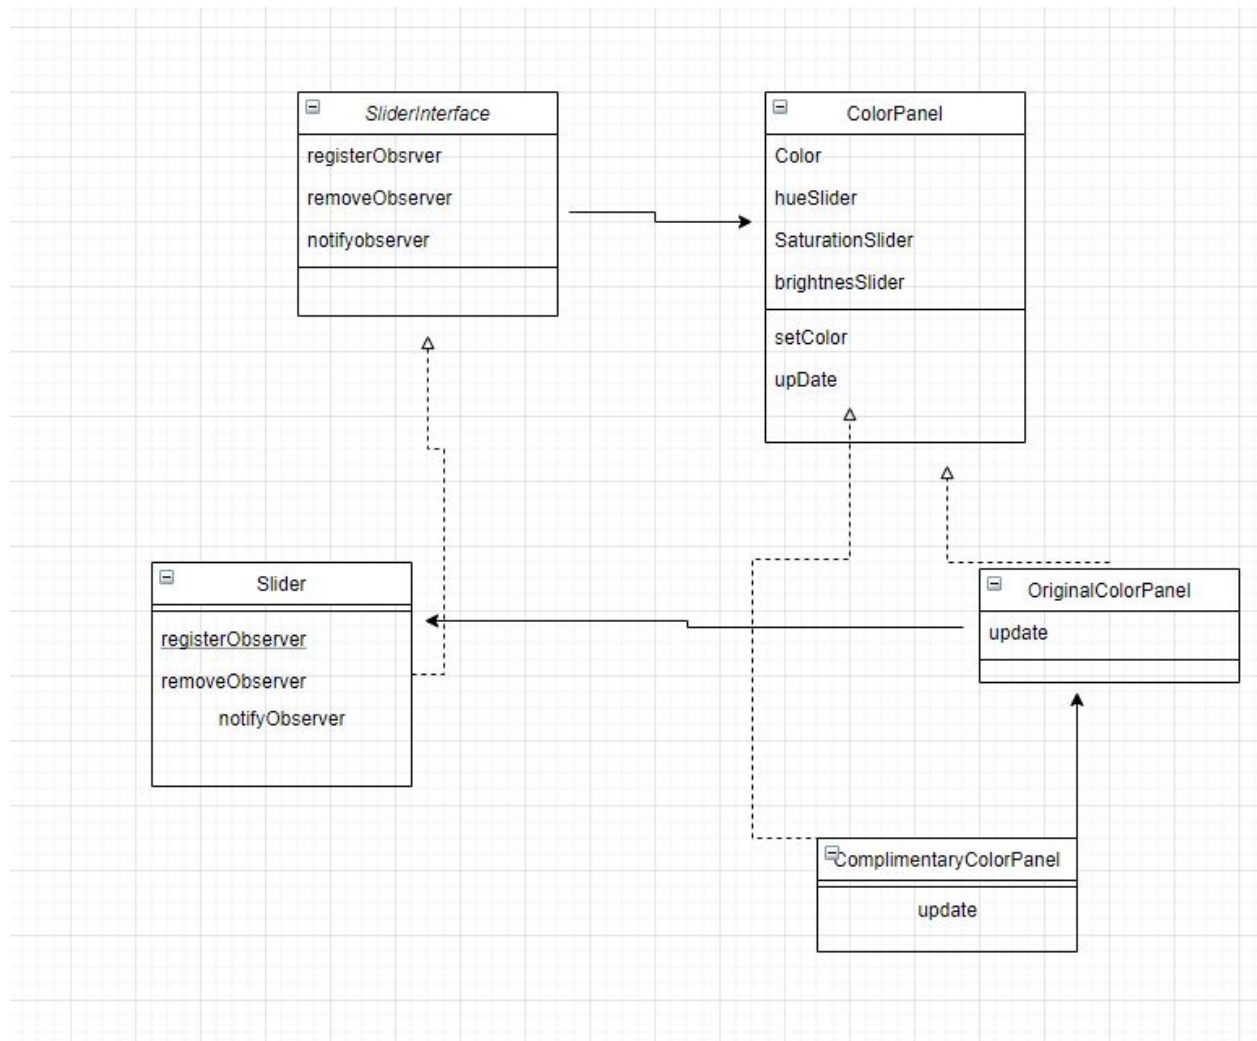 SliderInterface
registerObsrver
removeObserver
notifyobserver
ColorPanel
Color
hueSlider
SaturationSlider
brightnesSlider
setColor
upDate
Slider
registerObserver
removeObserver
notifyObserver
OriginalColorPanel
update
ComplimentaryColorPanel
update